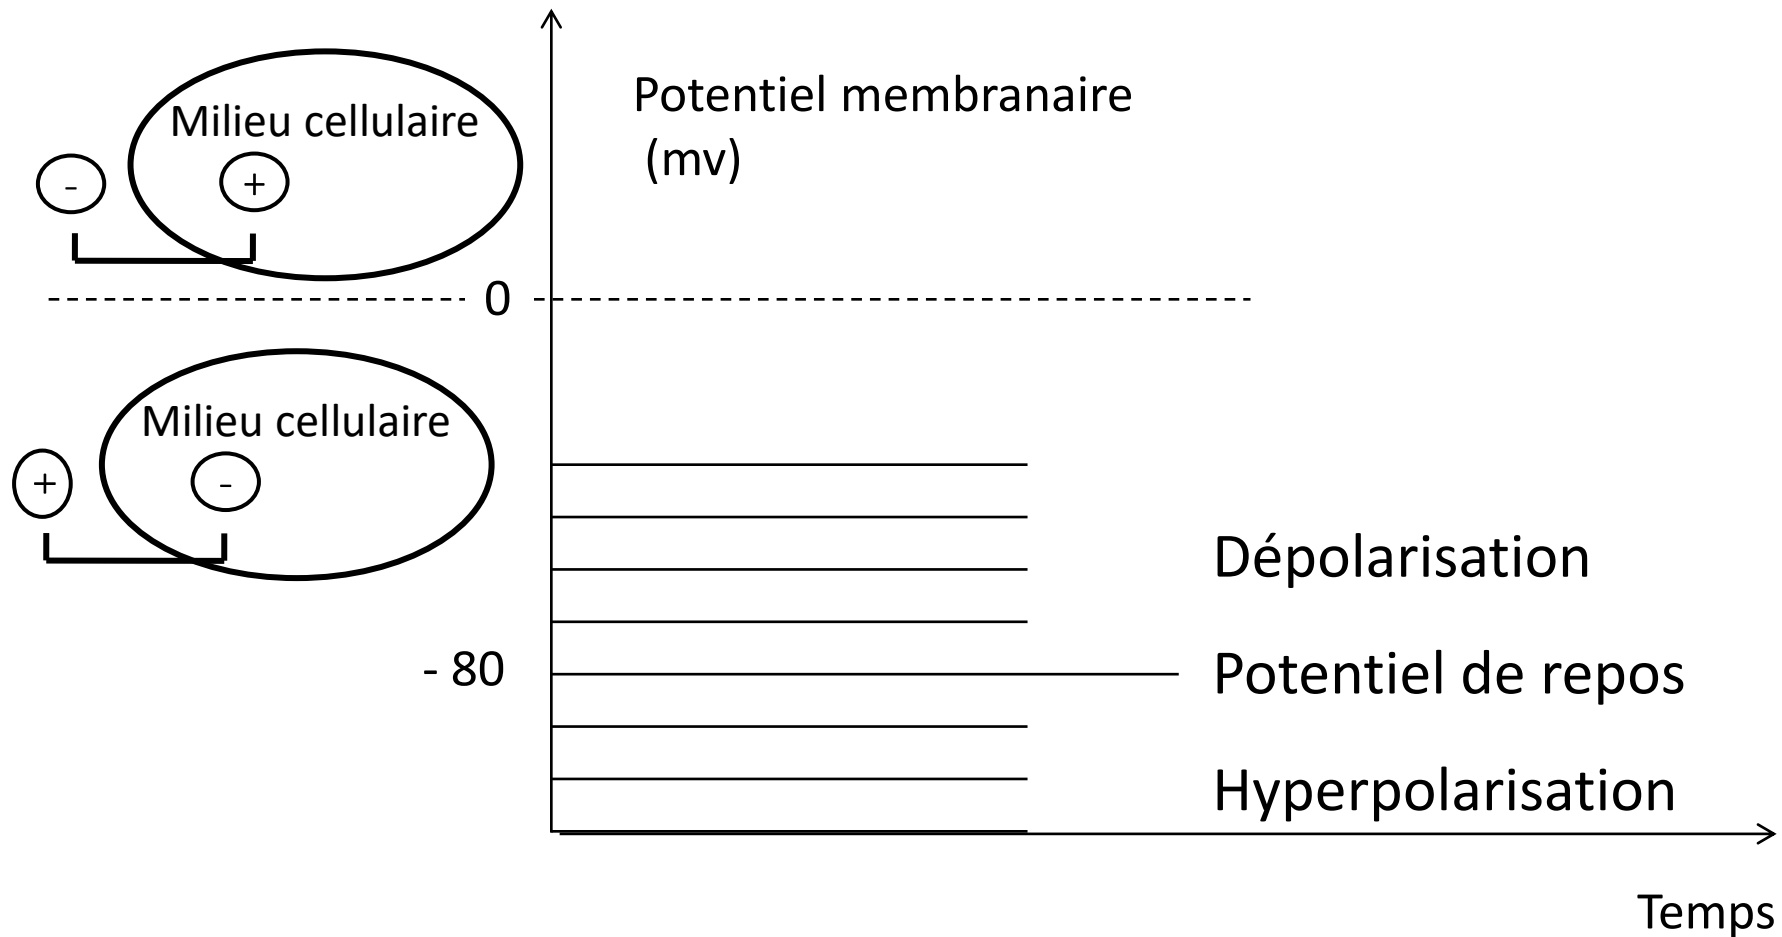 Potentiel membranaire
(mv)
Milieu cellulaire
- +
0
Milieu cellulaire
+ -
Dépolarisation
- 80
Potentiel de repos
Hyperpolarisation
Temps